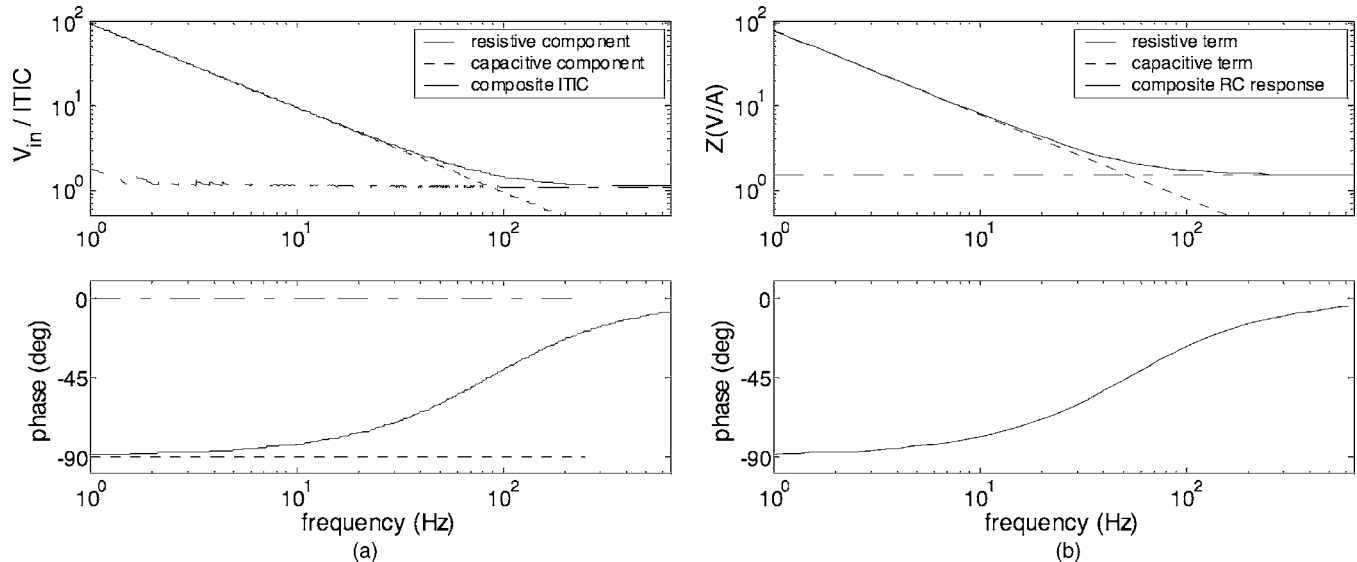 10^2
10^1
10^0
V_in / ITIC
resistive component
capacitive component
composite ITIC
10^0
10^1
10^2
0
-45
-90
phase (deg)
10^0
10^1
10^2
frequency (Hz)
(a)
10^2
10^1
10^0
Z(V/A)
resistive term
capacitive term
composite RC response
10^0
10^1
10^2
0
-45
-90
phase (deg)
10^0
10^1
10^2
frequency (Hz)
(b)